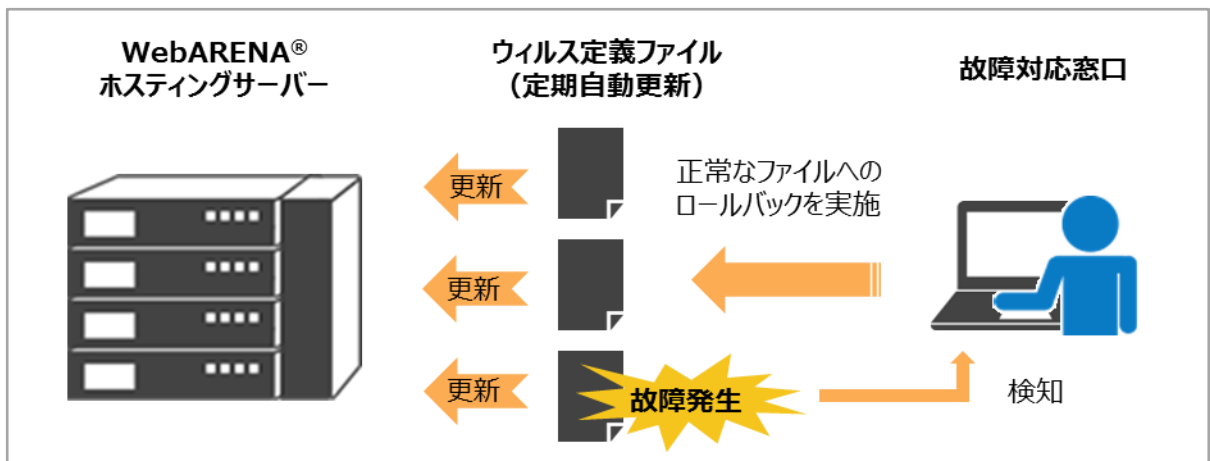 WebARENA®
ホスティングサーバー
ウィルス定義ファイル
（定期自動更新）
故障対応窓口
更新
正常なファイルへの
ロールバックを実施
更新
更新
故障発生
検知